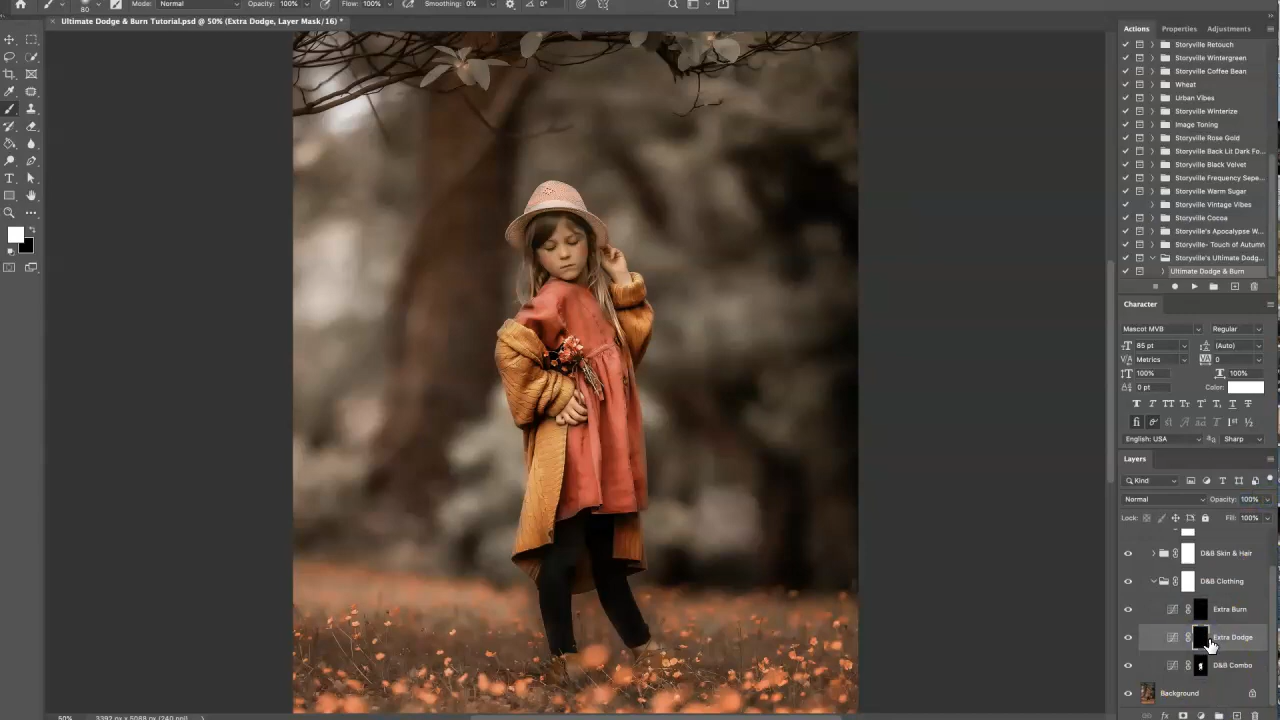 80
Mode: Normal
Opacity: 100%
Flow: 100%
Smoothing: 0%
0°
Ultimate Dodge & Burn Tutorial.psd @ 50% (Extra Dodge, Layer Mask/16) *
Actions Properties Adjustments
Storyville Retouch
Storyville Wintergreen
Storyville Coffee Bean
Wheat
Urban Vibes
Storyville Winterize
Image Toning
Storyville Rose Gold
Storyville Back Lit Dark Fo...
Storyville Black Velvet
Storyville Frequency Sepe...
Storyville Warm Sugar
Storyville Vintage Vibes
Storyville Cocoa
Storyville's Apocalypse W...
Storyville- Touch of Autumn
Storyville's Ultimate Dodg...
Ultimate Dodge & Burn
Character
Mascot MVB Regular
85 pt (Auto)
Metrics 0
100% 100%
0 pt Color:
English: USA Sharp
Layers
Kind
Normal Opacity: 100%
Lock: Fill: 100%
D&B Skin & Hair
D&B Clothing
Extra Burn
Extra Dodge
D&B Combo
Background
50% 3392 px x 5088 px (240 ppi)